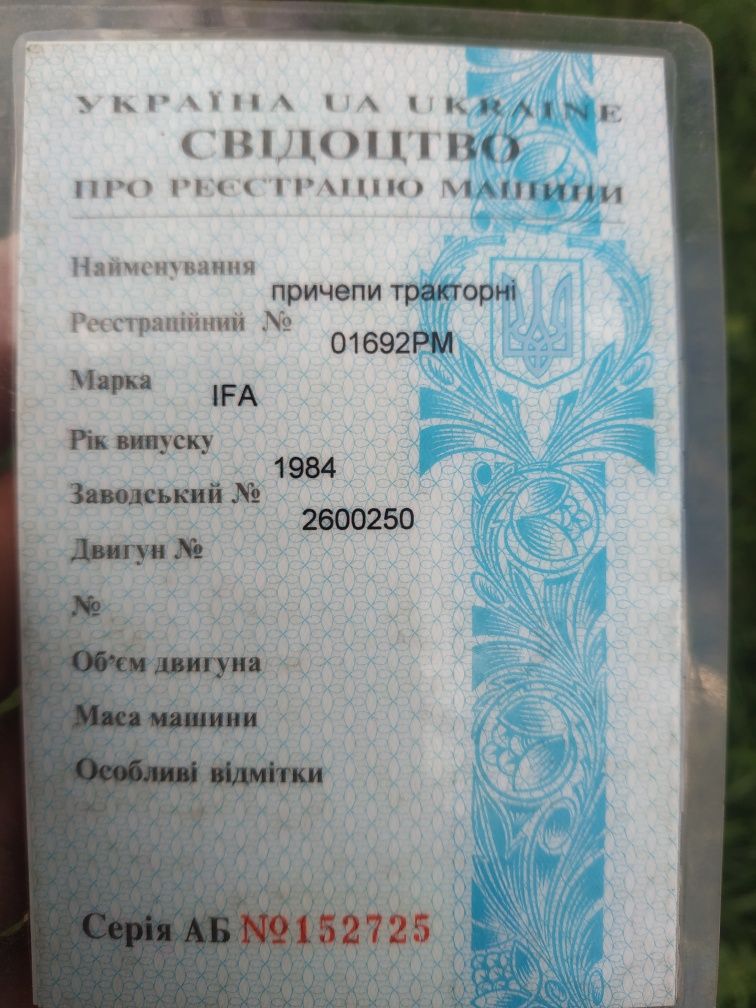 УКРАЇНА UA UKRAINE
СВІДОЦТВО
ПРО РЕЄСТРАЦІЮ МАШИНИ
Найменування
причепи тракторні
Реєстраційний №
01692РМ
Марка
IFA
Рік випуску
1984
Заводський №
2600250
Двигун №
№
Об'єм двигуна
Маса машини
Особливі відмітки
Серія АБ №152725